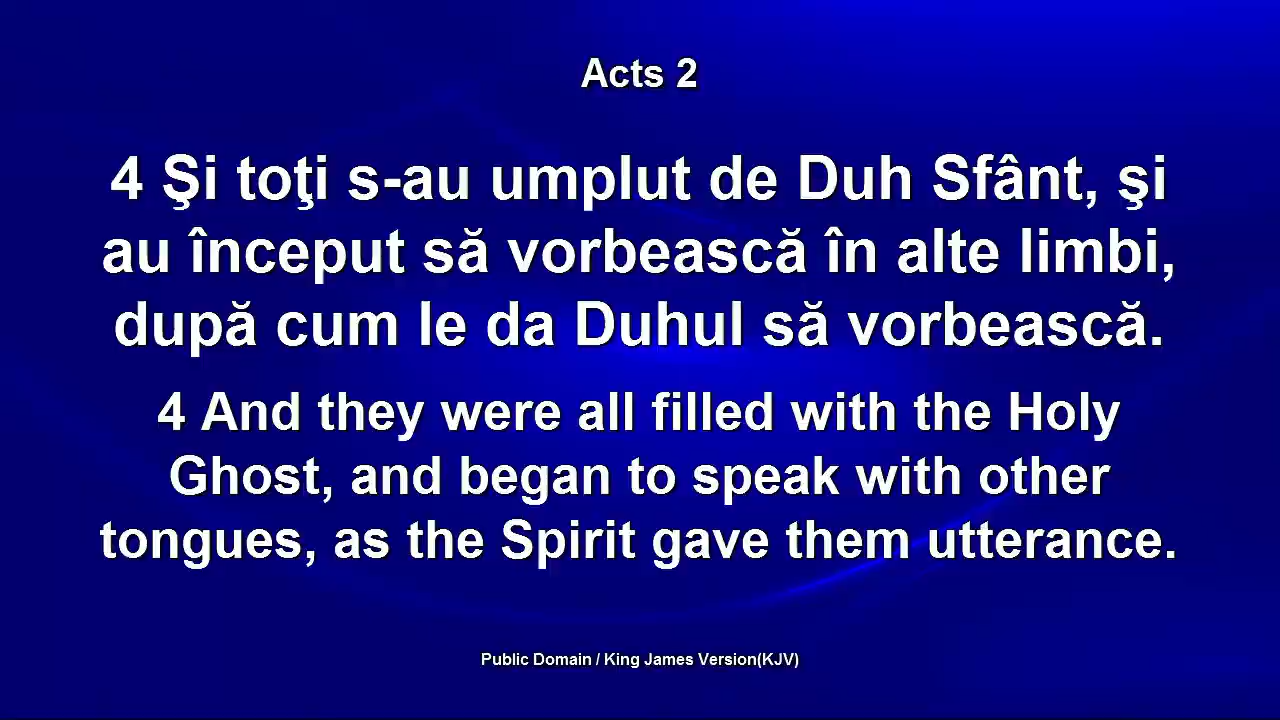 Acts 2
4 Şi toţi s-au umplut de Duh Sfânt, şi
au început să vorbească în alte limbi,
după cum le da Duhul să vorbească.
4 And they were all filled with the Holy
Ghost, and began to speak with other
tongues, as the Spirit gave them utterance.
Public Domain / King James Version(KJV)